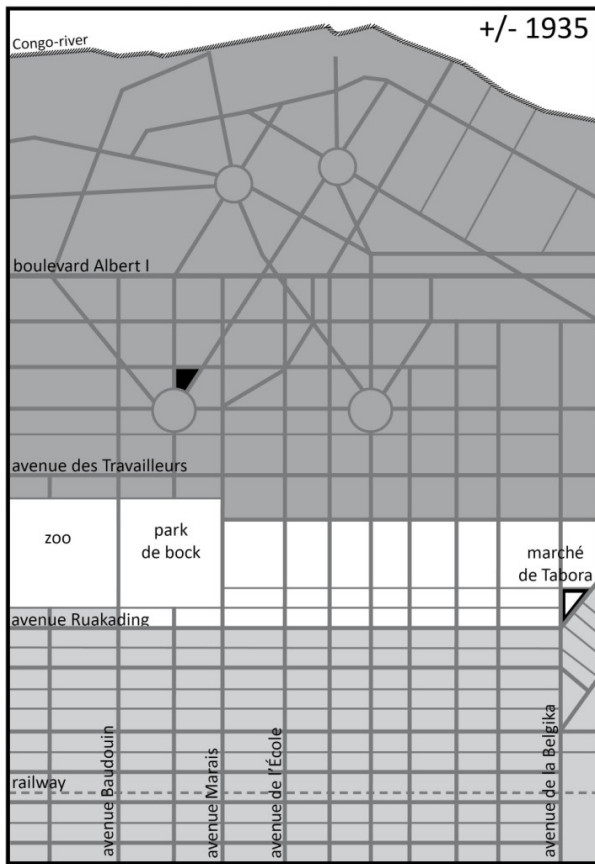 +/- 1935
Congo-river
boulevard Albert I
avenue des Travailleurs
zoo
park
de bock
marché
de Tabora
avenue Ruakading
avenue Baudouin
avenue Marais
avenue de l'École
avenue de la Belgika
railway